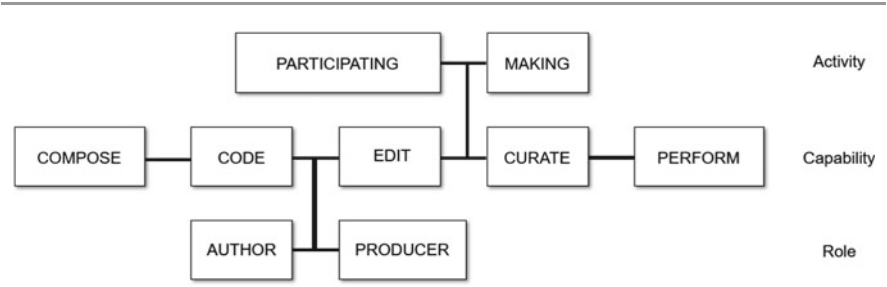 PARTICIPATING MAKING Activity
COMPOSE CODE EDIT CURATE PERFORM Capability
AUTHOR PRODUCER Role